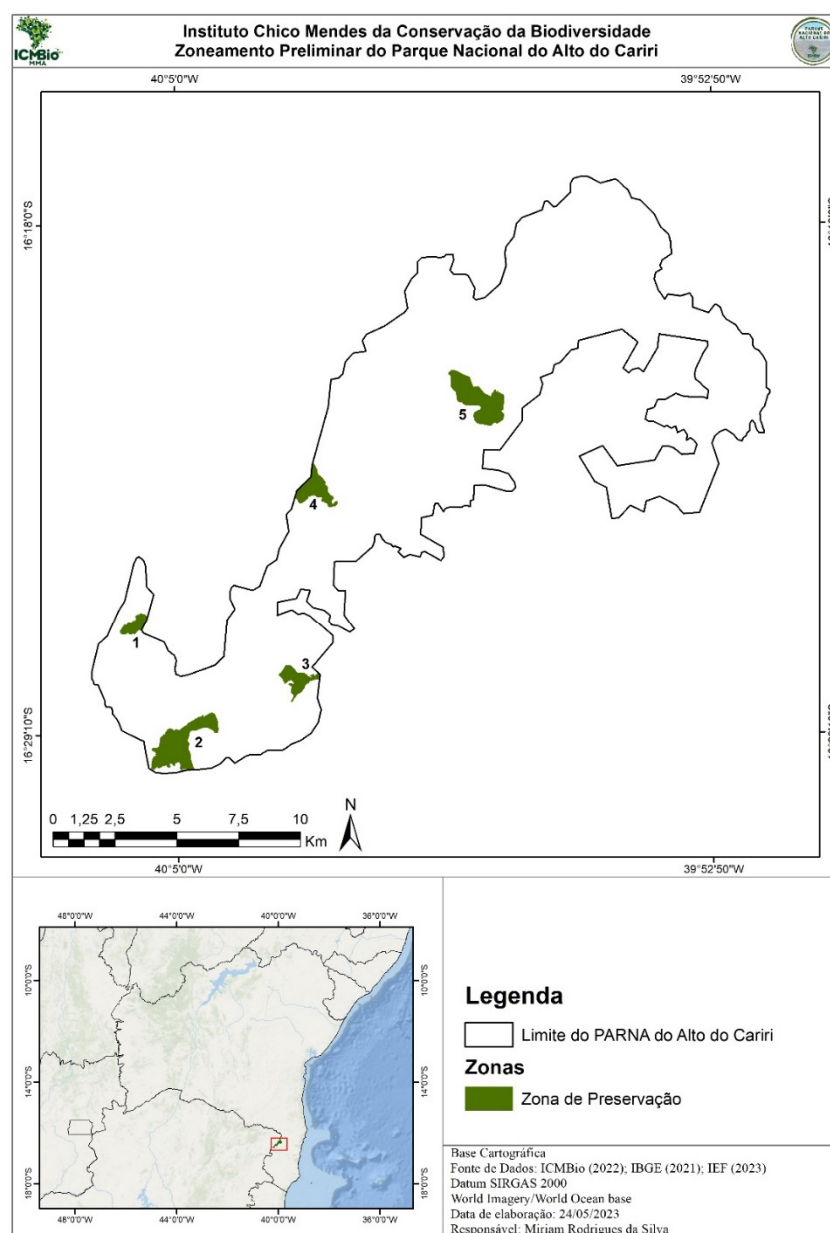 ICMBio
MMA
Instituto Chico Mendes da Conservação da Biodiversidade
Zoneamento Preliminar do Parque Nacional do Alto do Cariri
PARQUE
NACIONAL DO
ALTO CARIRI
40°5'0"W 39°52'50"W
16°18'0"S
5
4
1
3
2
16°29'10"S
0 1,25 2,5 5 7,5 10
Km
N
40°5'0"W 39°52'50"W
48°0'0"W 44°0'0"W 40°0'0"W 36°0'0"W
10°0'0"S 10°0'0"S
14°0'0"S 14°0'0"S
18°0'0"S 18°0'0"S
48°0'0"W 44°0'0"W 40°0'0"W 36°0'0"W
Legenda
Limite do PARNA do Alto do Cariri
Zonas
Zona de Preservação
Base Cartográfica
Fonte de Dados: ICMBio (2022); IBGE (2021); IEF (2023)
Datum SIRGAS 2000
World Imagery/World Ocean base
Data de elaboração: 24/05/2023
Responsável: Miriam Rodrigues da Silva